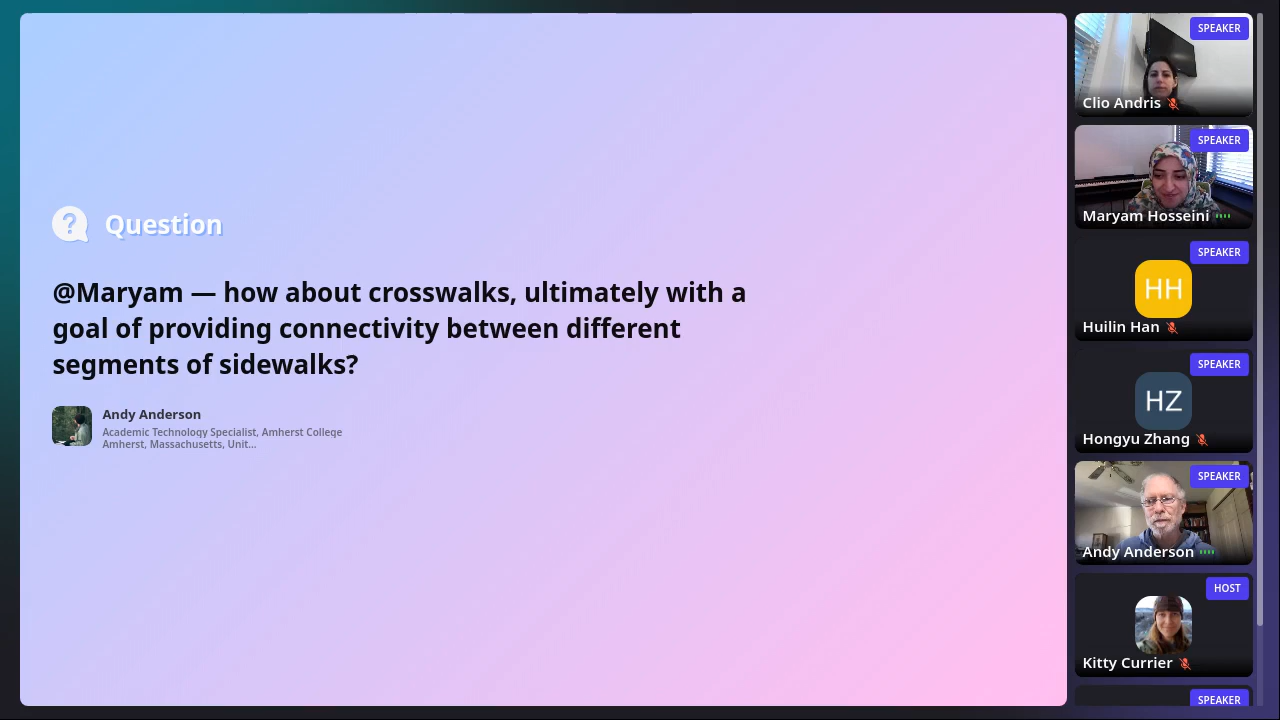 Question
@Maryam — how about crosswalks, ultimately with a
goal of providing connectivity between different
segments of sidewalks?
Andy Anderson
Academic Technology Specialist, Amherst College
Amherst, Massachusetts, Unit...
SPEAKER
Clio Andris
SPEAKER
Maryam Hosseini
SPEAKER
HH
Huilin Han
SPEAKER
HZ
Hongyu Zhang
SPEAKER
Andy Anderson
HOST
Kitty Currier
SPEAKER